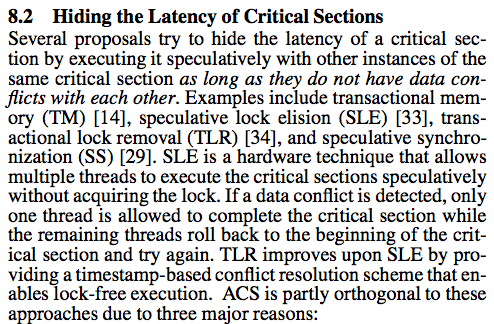 8.2 Hiding the Latency of Critical Sections
Several proposals try to hide the latency of a critical sec-
tion by executing it speculatively with other instances of the
same critical section as long as they do not have data con-
flicts with each other. Examples include transactional mem-
ory (TM) [14], speculative lock elision (SLE) [33], trans-
actional lock removal (TLR) [34], and speculative synchro-
nization (SS) [29]. SLE is a hardware technique that allows
multiple threads to execute the critical sections speculatively
without acquiring the lock. If a data conflict is detected, only
one thread is allowed to complete the critical section while
the remaining threads roll back to the beginning of the crit-
ical section and try again. TLR improves upon SLE by pro-
viding a timestamp-based conflict resolution scheme that en-
ables lock-free execution. ACS is partly orthogonal to these
approaches due to three major reasons: